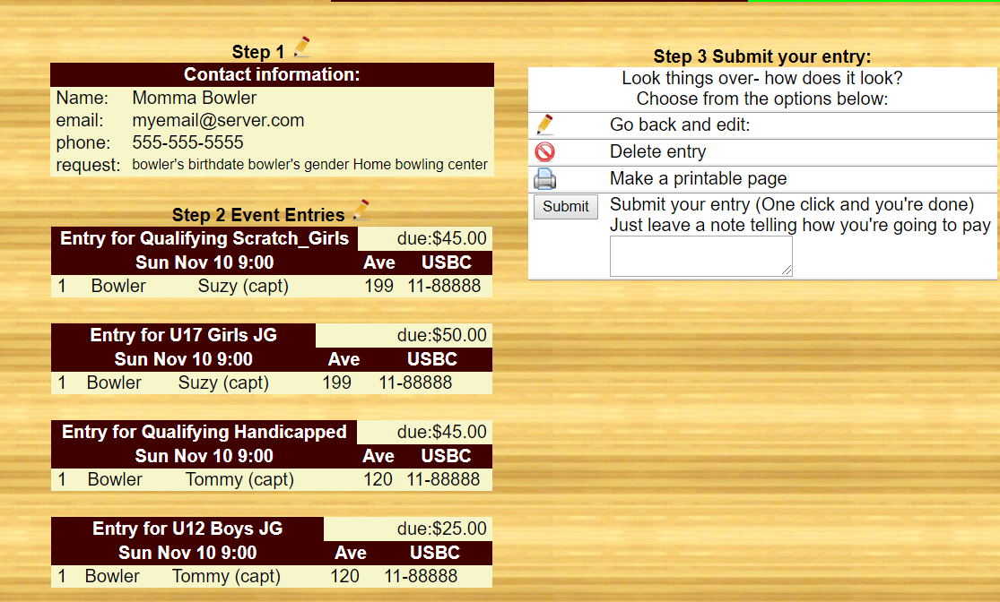 Step 1
Contact information:
Name: Momma Bowler
email: myemail@server.com
phone: 555-555-5555
request: bowler's birthdate bowler's gender Home bowling center
Step 2 Event Entries
Entry for Qualifying Scratch_Girls due:$45.00
Sun Nov 10 9:00 Ave USBC
1 Bowler Suzy (capt) 199 11-88888
Entry for U17 Girls JG due:$50.00
Sun Nov 10 9:00 Ave USBC
1 Bowler Suzy (capt) 199 11-88888
Entry for Qualifying Handicapped due:$45.00
Sun Nov 10 9:00 Ave USBC
1 Bowler Tommy (capt) 120 11-88888
Entry for U12 Boys JG due:$25.00
Sun Nov 10 9:00 Ave USBC
1 Bowler Tommy (capt) 120 11-88888
Step 3 Submit your entry:
Look things over- how does it look?
Choose from the options below:
Go back and edit:
Delete entry
Make a printable page
Submit Submit your entry (One click and you're done)
Just leave a note telling how you're going to pay